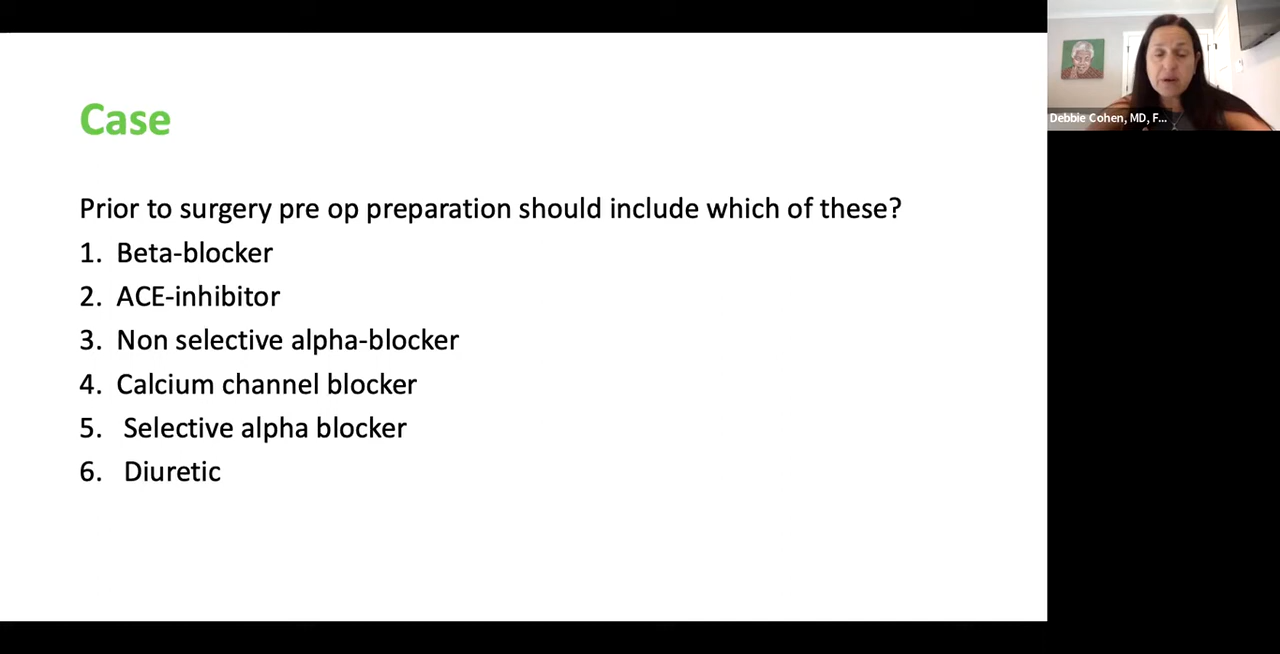 Case
Prior to surgery pre op preparation should include which of these?
1. Beta-blocker
2. ACE-inhibitor
3. Non selective alpha-blocker
4. Calcium channel blocker
5. Selective alpha blocker
6. Diuretic
Debbie Cohen, MD, F...